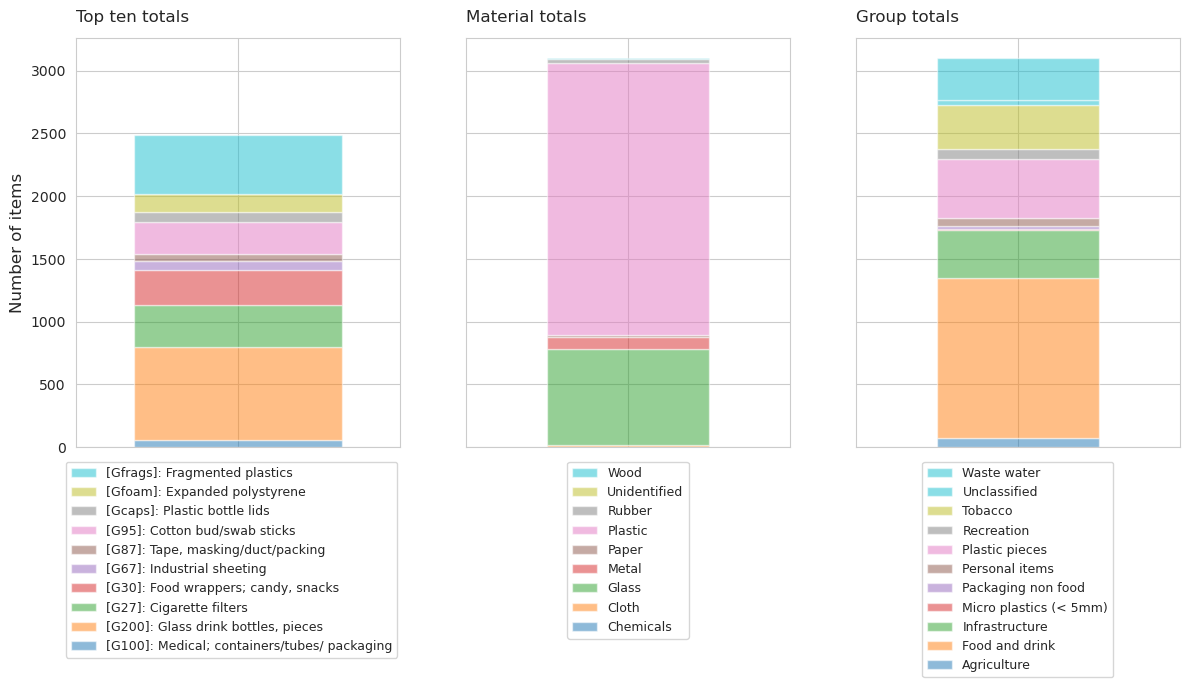 Top ten totals
Material totals
Group totals
Number of items
3000
2500
2000
1500
1000
500
0
[Gfrags]: Fragmented plastics
[Gfoam]: Expanded polystyrene
[Gcaps]: Plastic bottle lids
[G95]: Cotton bud/swab sticks
[G87]: Tape, masking/duct/packing
[G67]: Industrial sheeting
[G30]: Food wrappers; candy, snacks
[G27]: Cigarette filters
[G200]: Glass drink bottles, pieces
[G100]: Medical; containers/tubes/ packaging
Wood
Unidentified
Rubber
Plastic
Paper
Metal
Glass
Cloth
Chemicals
Waste water
Unclassified
Tobacco
Recreation
Plastic pieces
Personal items
Packaging non food
Micro plastics (< 5mm)
Infrastructure
Food and drink
Agriculture